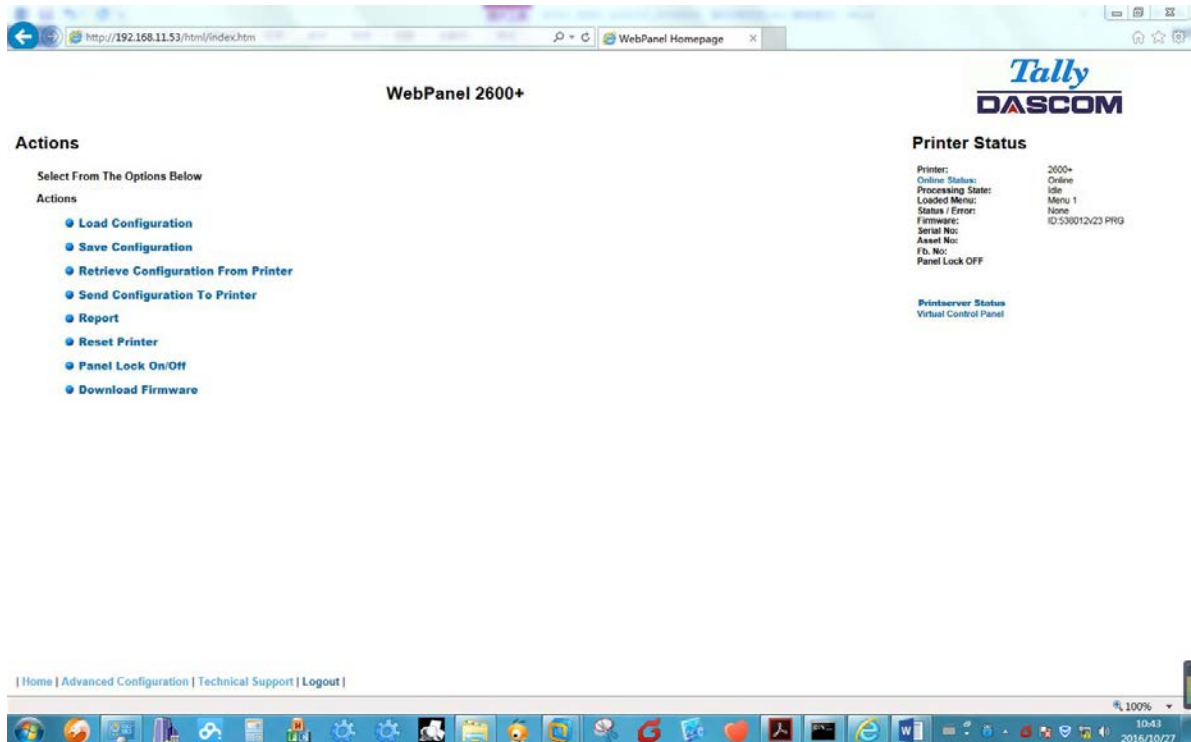 http://192.168.11.53/html/index.htm
WebPanel Homepage
WebPanel 2600+
Tally
DASCOM
Actions
Select From The Options Below
Actions
Load Configuration
Save Configuration
Retrieve Configuration From Printer
Send Configuration To Printer
Report
Reset Printer
Panel Lock On/Off
Download Firmware
Printer Status
Printer: 2600+
Online Status: Online
Processing State: Idle
Loaded Menu: Menu 1
Status / Error: None
Firmware: ID:538012v23 PRG
Serial No:
Asset No:
Fb. No:
Panel Lock OFF
Printserver Status
Virtual Control Panel
| Home | Advanced Configuration | Technical Support | Logout |
100%
10:43
2016/10/27